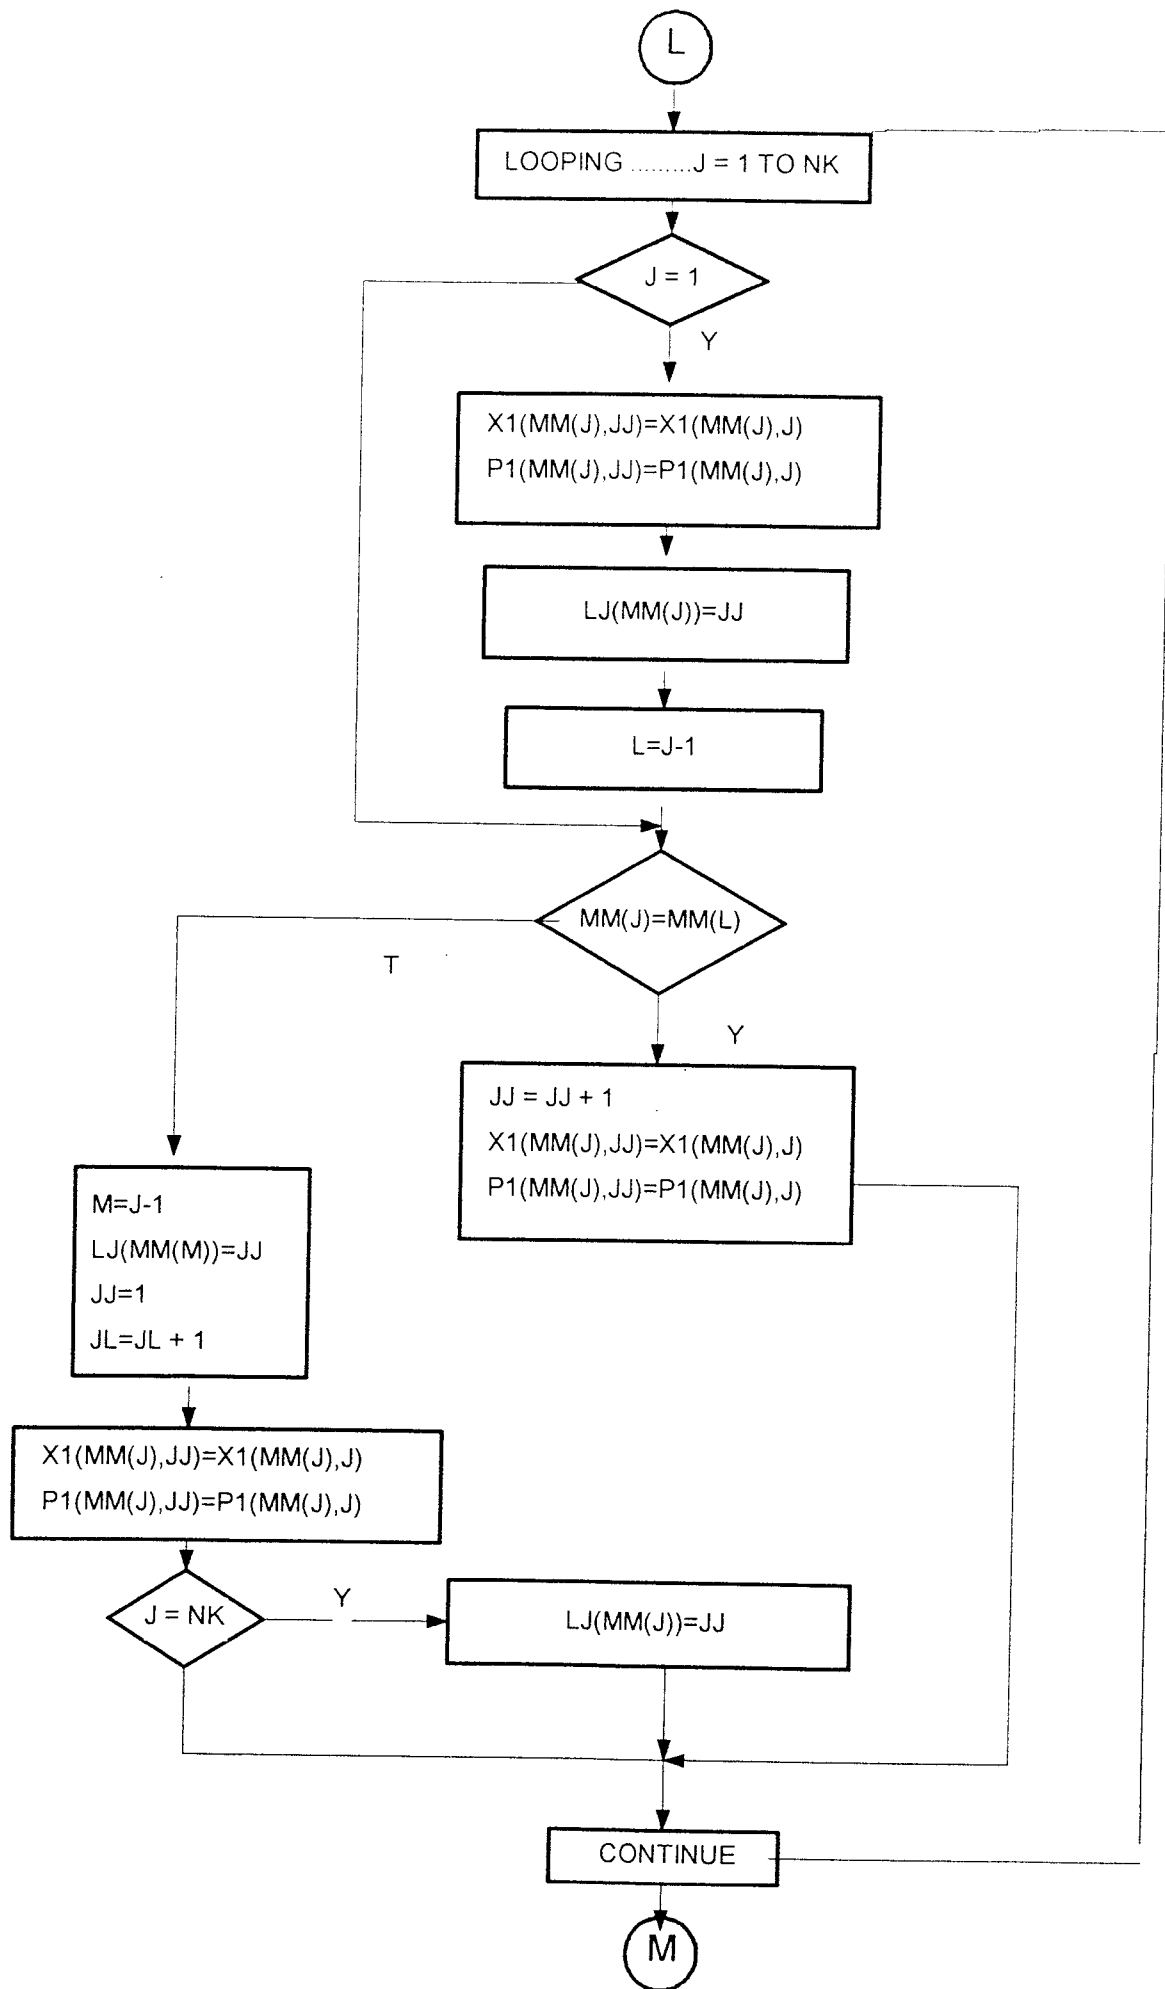 L
LOOPING .........J = 1 TO NK
J = 1
Y
X1(MM(J),JJ)=X1(MM(J),J)
P1(MM(J),JJ)=P1(MM(J),J)
LJ(MM(J))=JJ
L=J-1
MM(J)=MM(L)
T
Y
JJ = JJ + 1
X1(MM(J),JJ)=X1(MM(J),J)
P1(MM(J),JJ)=P1(MM(J),J)
M=J-1
LJ(MM(M))=JJ
JJ=1
JL=JL + 1
X1(MM(J),JJ)=X1(MM(J),J)
P1(MM(J),JJ)=P1(MM(J),J)
J = NK
Y
LJ(MM(J))=JJ
CONTINUE
M